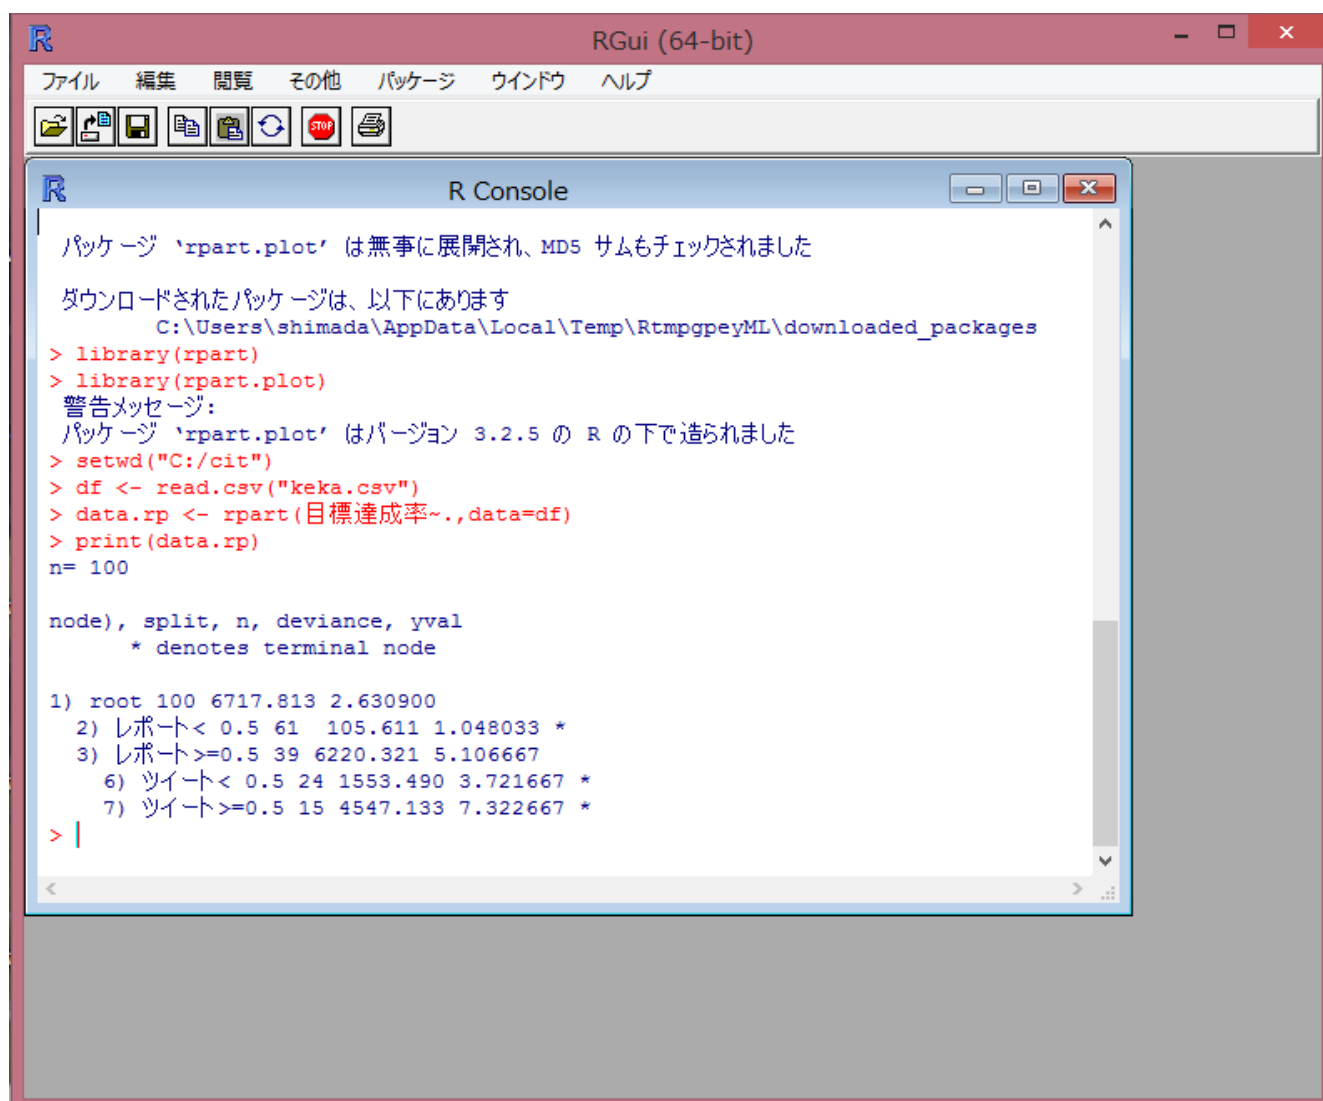 RGui (64-bit)
ファイル 編集 閲覧 その他 パッケージ ウインドウ ヘルプ
STOP
R Console
パッケージ ‘rpart.plot’ は無事に展開され、MD5 サムもチェックされました
ダウンロードされたパッケージは、以下にあります
C:\Users\shimada\AppData\Local\Temp\RtmpgpeyML\downloaded_packages
> library(rpart)
> library(rpart.plot)
警告メッセージ:
パッケージ ‘rpart.plot’ はバージョン 3.2.5 の R の下で造られました
> setwd("C:/cit")
> df <- read.csv("keka.csv")
> data.rp <- rpart(目標達成率~.,data=df)
> print(data.rp)
n= 100
node), split, n, deviance, yval
* denotes terminal node
1) root 100 6717.813 2.630900
2) レポート< 0.5 61  105.611 1.048033 *
3) レポート>=0.5 39 6220.321 5.106667
6) ツイート< 0.5 24 1553.490 3.721667 *
7) ツイート>=0.5 15 4547.133 7.322667 *
>